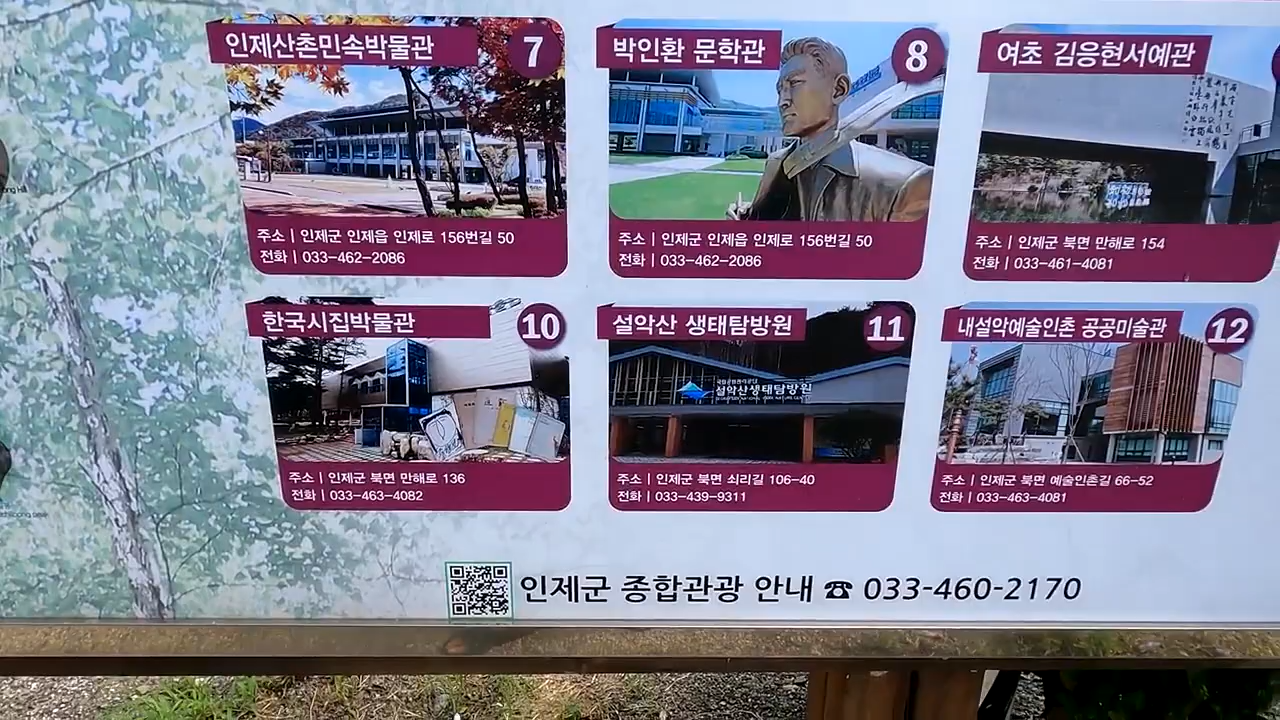 인제산촌민속박물관
7
주소 | 인제군 인제읍 인제로 156번길 50
전화 | 033-462-2086
박인환 문학관
8
주소 | 인제군 인제읍 인제로 156번길 50
전화 | 033-462-2086
여초 김응현서예관
주소 | 인제군 북면 만해로 154
전화 | 033-461-4081
한국시집박물관
10
주소 | 인제군 북면 만해로 136
전화 | 033-463-4082
설악산 생태탐방원
11
설악산생태탐방원
주소 | 인제군 북면 쇠리길 106-40
전화 | 033-439-9311
내설악예술인촌 공공미술관
12
주소 | 인제군 북면 예술인촌길 66-52
전화 | 033-463-4081
인제군 종합관광 안내 ☎ 033-460-2170